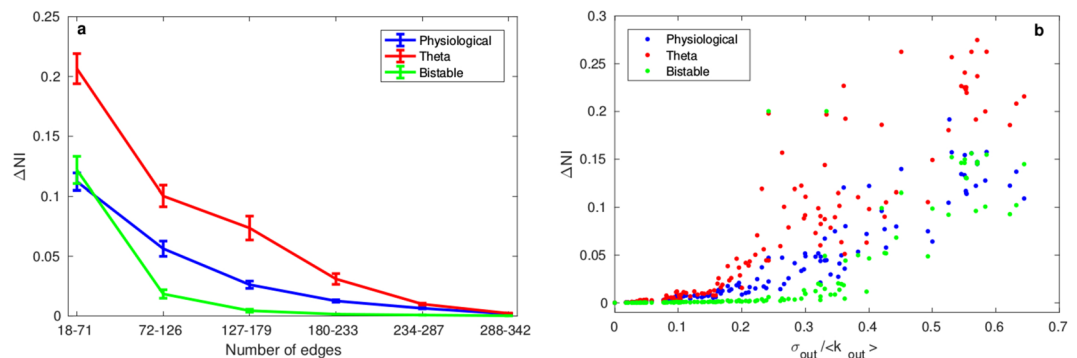 a
0.25
0.2
0.15
0.1
0.05
0
ΔNI
18-71 72-126 127-179 180-233 234-287 288-342
Number of edges
Physiological
Theta
Bistable
b
0.3
0.25
0.2
0.15
0.1
0.05
0
ΔNI
0 0.1 0.2 0.3 0.4 0.5 0.6 0.7
σout/<kout>
Physiological
Theta
Bistable